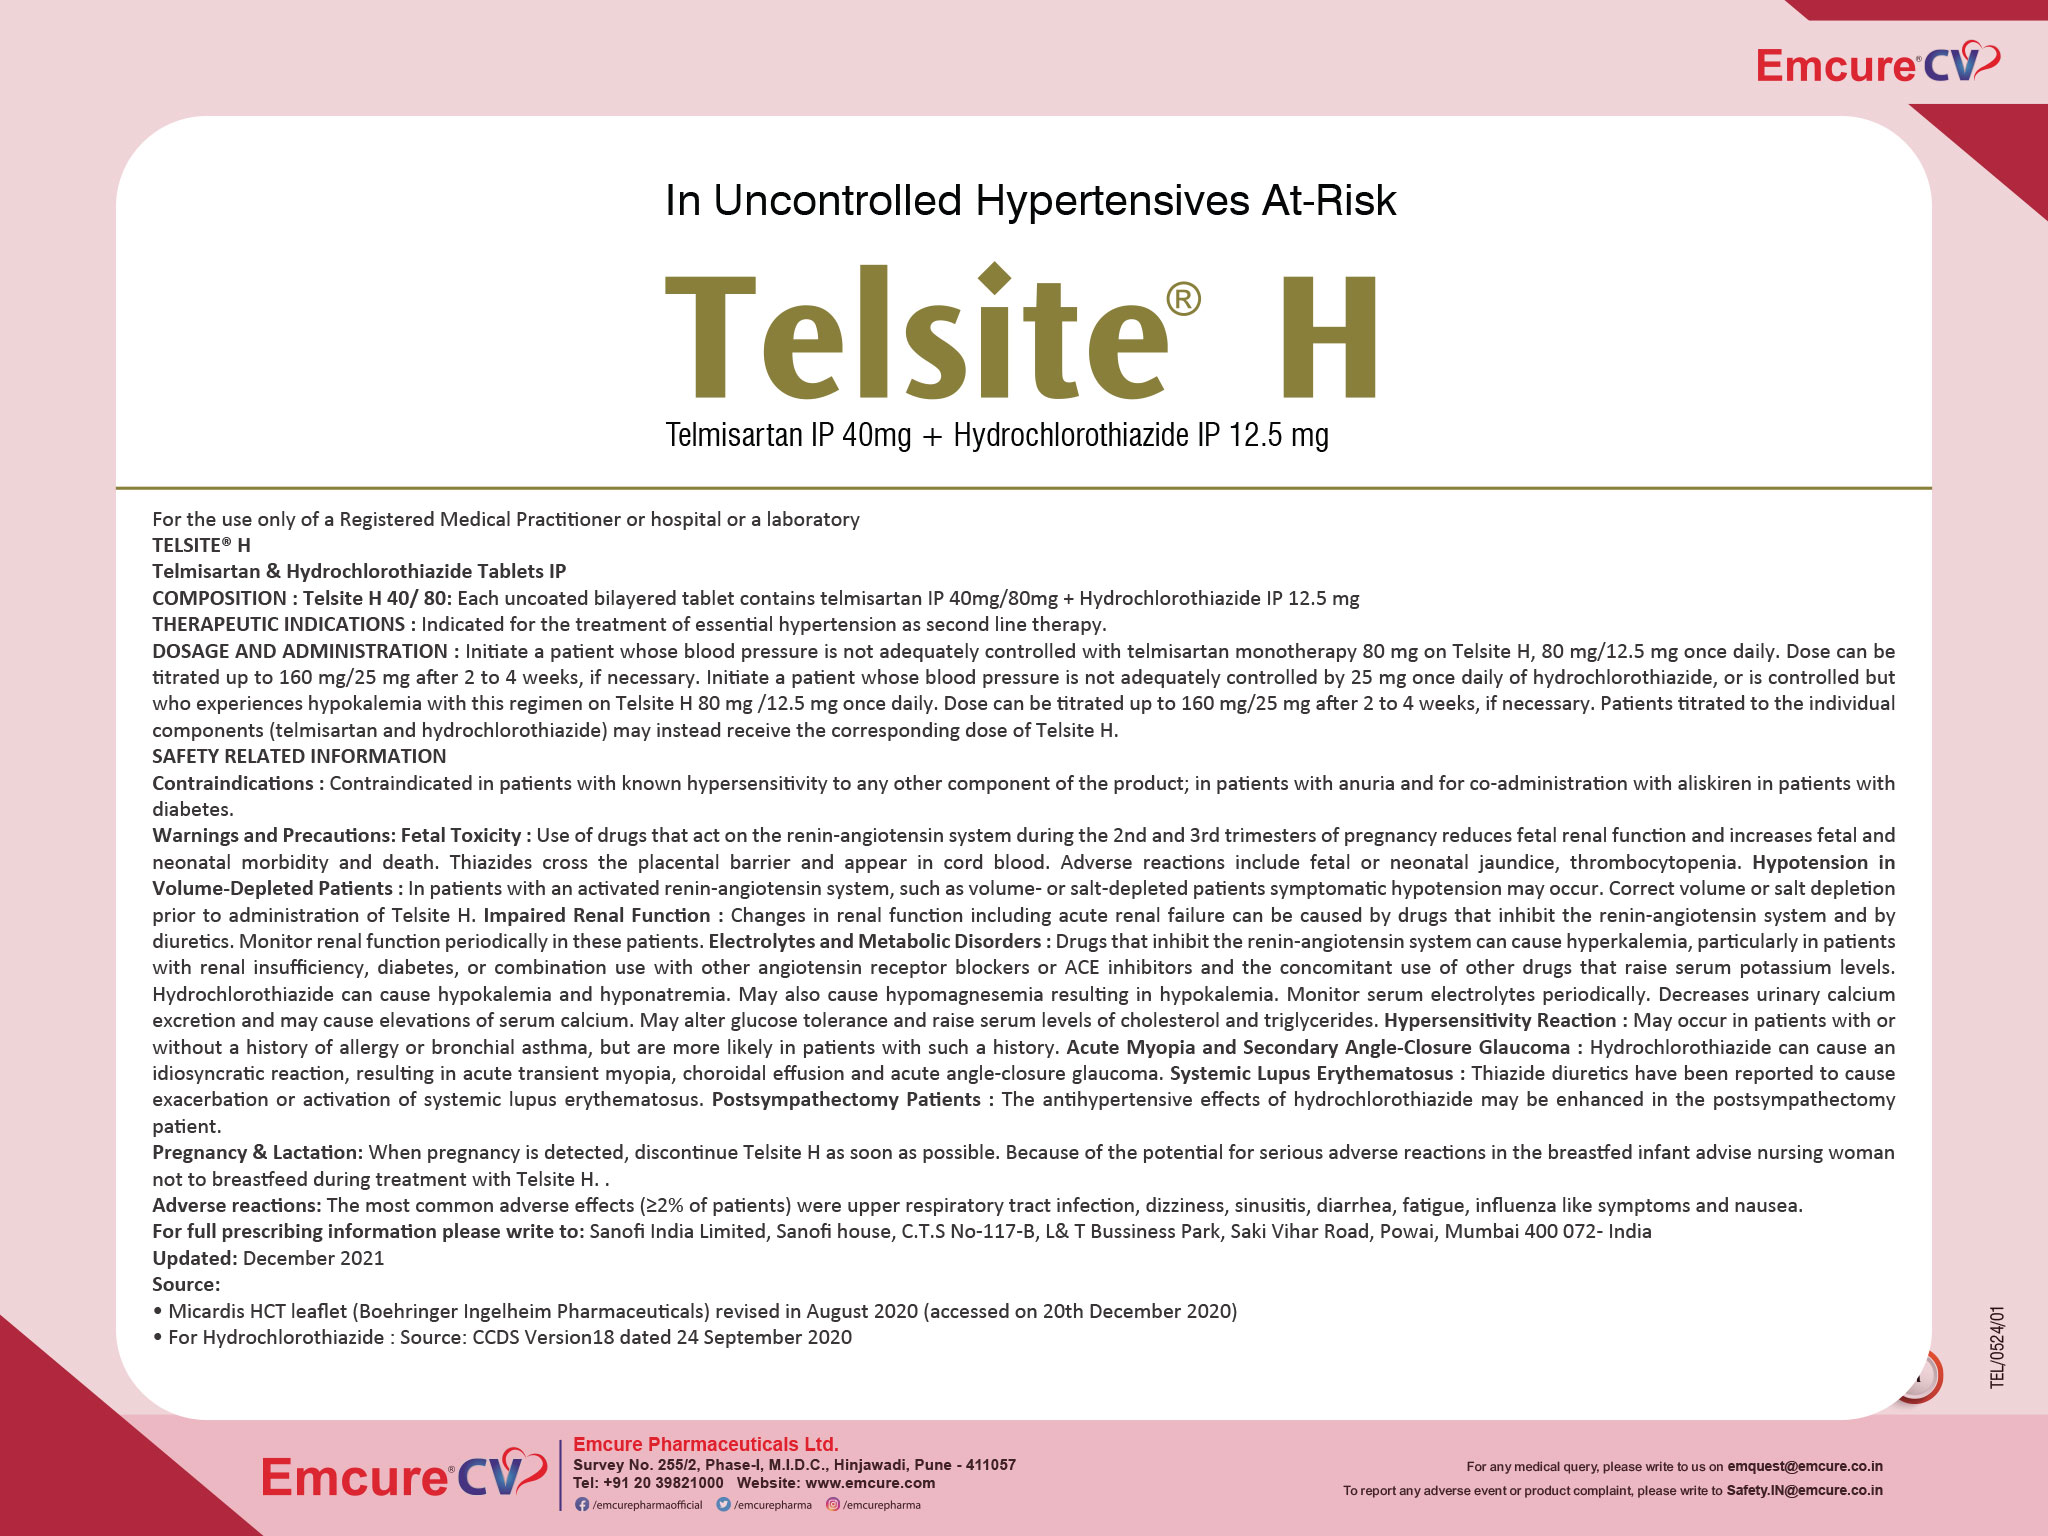 Emcure® CV
In Uncontrolled Hypertensives At-Risk
Telsite® H
Telmisartan IP 40mg + Hydrochlorothiazide IP 12.5 mg
For the use only of a Registered Medical Practitioner or hospital or a laboratory
TELSITE® H
Telmisartan & Hydrochlorothiazide Tablets IP
COMPOSITION : Telsite H 40/ 80: Each uncoated bilayered tablet contains telmisartan IP 40mg/80mg + Hydrochlorothiazide IP 12.5 mg
THERAPEUTIC INDICATIONS : Indicated for the treatment of essential hypertension as second line therapy.
DOSAGE AND ADMINISTRATION : Initiate a patient whose blood pressure is not adequately controlled with telmisartan monotherapy 80 mg on Telsite H, 80 mg/12.5 mg once daily. Dose can be
titrated up to 160 mg/25 mg after 2 to 4 weeks, if necessary. Initiate a patient whose blood pressure is not adequately controlled by 25 mg once daily of hydrochlorothiazide, or is controlled but
who experiences hypokalemia with this regimen on Telsite H 80 mg /12.5 mg once daily. Dose can be titrated up to 160 mg/25 mg after 2 to 4 weeks, if necessary. Patients titrated to the individual
components (telmisartan and hydrochlorothiazide) may instead receive the corresponding dose of Telsite H.
SAFETY RELATED INFORMATION
Contraindications : Contraindicated in patients with known hypersensitivity to any other component of the product; in patients with anuria and for co-administration with aliskiren in patients with
diabetes.
Warnings and Precautions: Fetal Toxicity : Use of drugs that act on the renin-angiotensin system during the 2nd and 3rd trimesters of pregnancy reduces fetal renal function and increases fetal and
neonatal morbidity and death. Thiazides cross the placental barrier and appear in cord blood. Adverse reactions include fetal or neonatal jaundice, thrombocytopenia. Hypotension in
Volume-Depleted Patients : In patients with an activated renin-angiotensin system, such as volume- or salt-depleted patients symptomatic hypotension may occur. Correct volume or salt depletion
prior to administration of Telsite H. Impaired Renal Function : Changes in renal function including acute renal failure can be caused by drugs that inhibit the renin-angiotensin system and by
diuretics. Monitor renal function periodically in these patients. Electrolytes and Metabolic Disorders : Drugs that inhibit the renin-angiotensin system can cause hyperkalemia, particularly in patients
with renal insufficiency, diabetes, or combination use with other angiotensin receptor blockers or ACE inhibitors and the concomitant use of other drugs that raise serum potassium levels.
Hydrochlorothiazide can cause hypokalemia and hyponatremia. May also cause hypomagnesemia resulting in hypokalemia. Monitor serum electrolytes periodically. Decreases urinary calcium
excretion and may cause elevations of serum calcium. May alter glucose tolerance and raise serum levels of cholesterol and triglycerides. Hypersensitivity Reaction : May occur in patients with or
without a history of allergy or bronchial asthma, but are more likely in patients with such a history. Acute Myopia and Secondary Angle-Closure Glaucoma : Hydrochlorothiazide can cause an
idiosyncratic reaction, resulting in acute transient myopia, choroidal effusion and acute angle-closure glaucoma. Systemic Lupus Erythematosus : Thiazide diuretics have been reported to cause
exacerbation or activation of systemic lupus erythematosus. Postsympathectomy Patients : The antihypertensive effects of hydrochlorothiazide may be enhanced in the postsympathectomy
patient.
Pregnancy & Lactation: When pregnancy is detected, discontinue Telsite H as soon as possible. Because of the potential for serious adverse reactions in the breastfed infant advise nursing woman
not to breastfeed during treatment with Telsite H. .
Adverse reactions: The most common adverse effects (≥2% of patients) were upper respiratory tract infection, dizziness, sinusitis, diarrhea, fatigue, influenza like symptoms and nausea.
For full prescribing information please write to: Sanofi India Limited, Sanofi house, C.T.S No-117-B, L& T Bussiness Park, Saki Vihar Road, Powai, Mumbai 400 072- India
Updated: December 2021
Source:
• Micardis HCT leaflet (Boehringer Ingelheim Pharmaceuticals) revised in August 2020 (accessed on 20th December 2020)
• For Hydrochlorothiazide : Source: CCDS Version18 dated 24 September 2020
TEL/0524/01
Emcure® CV
Emcure Pharmaceuticals Ltd.
Survey No. 255/2, Phase-I, M.I.D.C., Hinjawadi, Pune - 411057
Tel: +91 20 39821000 Website: www.emcure.com
/emcurepharmaofficial /emcurepharma /emcurepharma
For any medical query, please write to us on emquest@emcure.co.in
To report any adverse event or product complaint, please write to Safety.IN@emcure.co.in